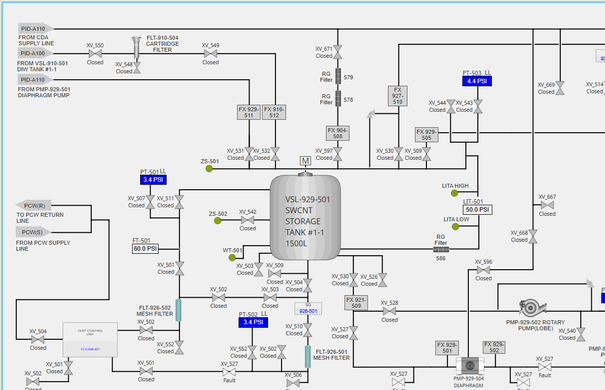 PID-A110
FROM CDA
SUPPLY LINE
PID-A100
FROM VSL-910-501
DIW TANK #1-1
PID-A110
FROM PMP-929-501
DIAPHRAGM PUMP
XV_550
Closed
FLT-910-504
CARTRIDGE
FILTER
XV_548
Closed
XV_549
Closed
XV_671
Closed
RG
Filter
579
RG
Filter
578
FX 929-
511
FX 910-
512
FX 904-
508
FX
927-
510
FX 929-
505
PT-503
LL
4.4 PSI
XV_544
Closed
XV_543
Closed
XV_669
Closed
XV_514
XV_531
Closed
XV_532
Closed
XV_597
Closed
XV_530
Closed
XV_509
Closed
ZS-501
M
PT-501
LL
3.4 PSI
XV_507
Closed
XV_511
Closed
VSL-929-501
SWCNT
STORAGE
TANK #1-1
1500L
LITA HIGH
LIT-501
50.0 PSI
LITA LOW
XV_667
Closed
XV_668
Closed
PCW(R)
TO PCW RETURN
LINE
PCW(S)
FROM PCW SUPPLY
LINE
ZS-502
XV_542
Closed
FT-501
60.0 PSI
WT-501
RG
Filter
586
XV_501
Closed
XV_503
Closed
XV_509
Closed
XV_504
Closed
XV_530
Closed
XV_526
Closed
XV_596
Closed
FLT-926-502
MESH FILTER
XV_502
Closed
XV_503
Closed
FX 921-
509
XV_528
Closed
PT-502
LL
3.4 PSI
XV_510
Closed
XV_527
Closed
PMP-929-502 ROTARY
PUMP(LOBE)
XV_540
Closed
XV_504
Closed
XV_502
Closed
XV_552
Closed
XV_552
Closed
XV_502
Closed
FLT-926-501
MESH FILTER
FX 929-
501
FX 929-
502
XV_502
Closed
XV_501
Closed
XV_527
Fault
XV_506
Closed
XV_527
Closed
PMP-929-504
DIAPHRAGM
XV_527
Closed
Fault